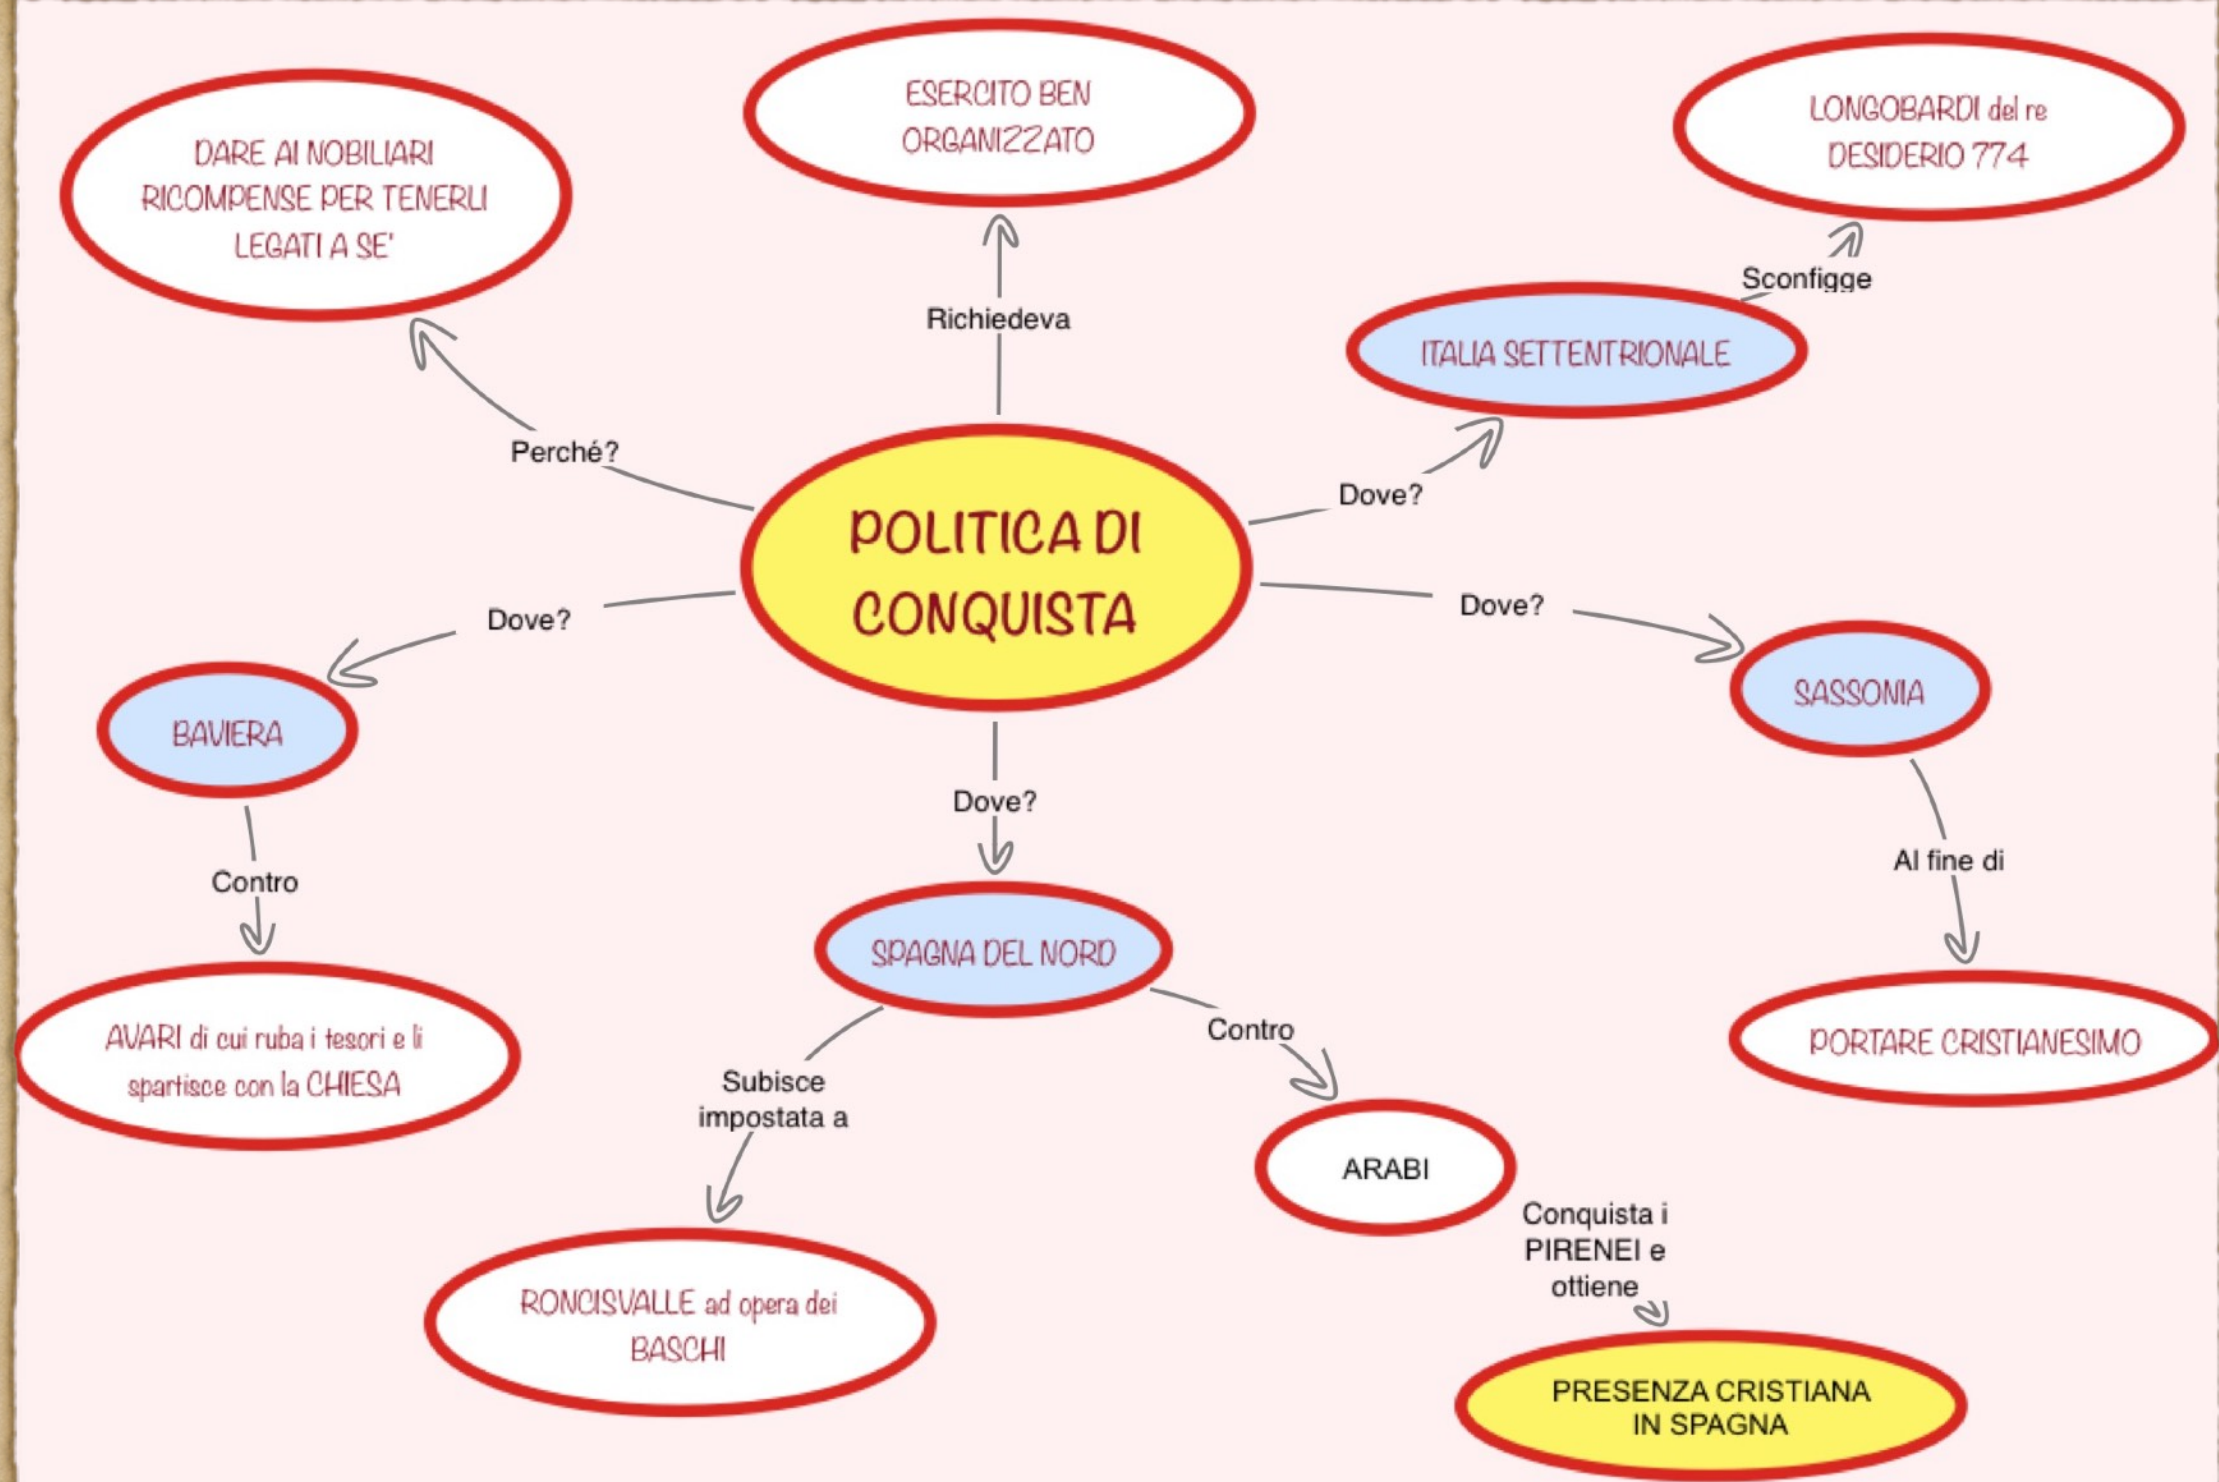 ESERCITO BEN
ORGANIZZATO
LONGOBARDI del re
DESIDERIO 774
DARE AI NOBILIARI
RICOMPENSE PER TENERLI
LEGATI A SE'
Sconfigge
Richiedeva
ITALIA SETTENTRIONALE
Perché?
Dove?
POLITICA DI
CONQUISTA
Dove?
Dove?
SASSONIA
BAVIERA
Dove?
Al fine di
Contro
SPAGNA DEL NORD
Contro
AVARI di cui ruba i tesori e li
spartisce con la CHIESA
PORTARE CRISTIANESIMO
Subisce
impostata a
ARABI
Conquista i
PIRENEI e
ottiene
RONCISVALLE ad opera dei
BASCHI
PRESENZA CRISTIANA
IN SPAGNA